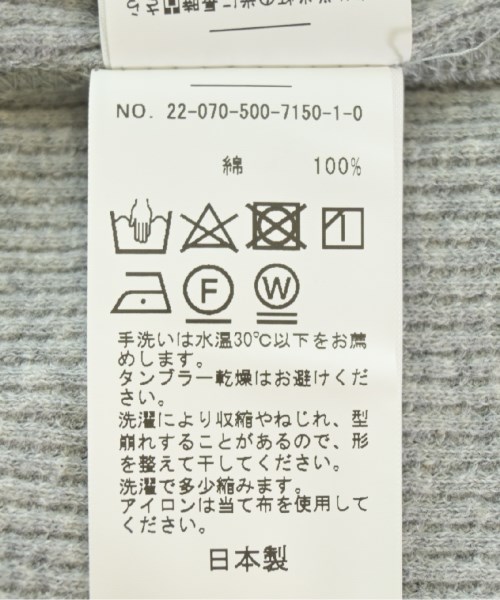 NO. 22-070-500-7150-1-0
綿 100%
F W
手洗いは水温30℃以下をお薦
めします。
タンブラー乾燥はお避けくだ
さい。
洗濯により収縮やねじれ、型
崩れすることがあるので、形
を整えて干してください。
洗濯で多少縮みます。
アイロンは当て布を使用して
ください。
日本製